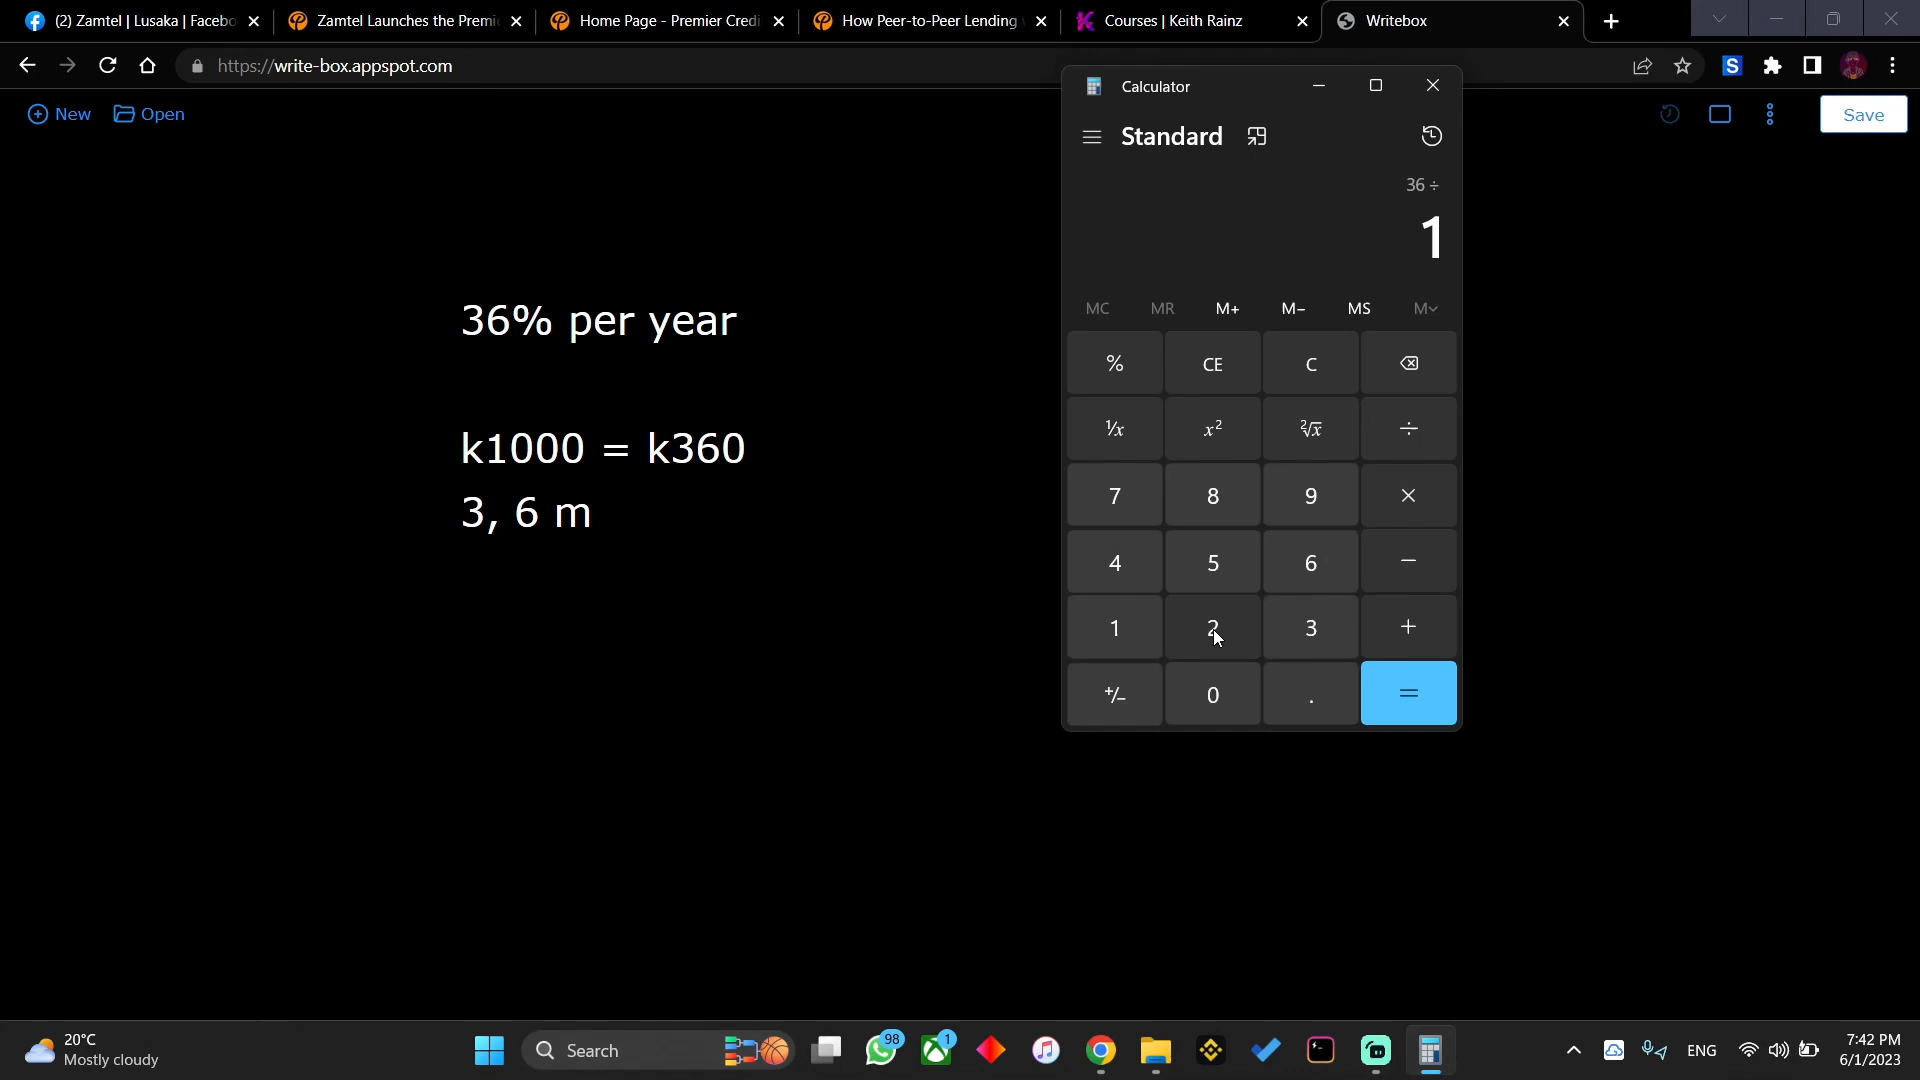 (2) Zamtel | Lusaka | Facebo
Zamtel Launches the Premi
Home Page - Premier Credi
How Peer-to-Peer Lending
Courses | Keith Rainz
Writebox
https://write-box.appspot.com
New
Open
Save
Calculator
Standard
36 ÷
1
MC MR M+ M− MS M
% CE C
⅟x x² ²√x ÷
7 8 9 ×
4 5 6 −
1 2 3 +
+/− 0 . =
36% per year
k1000 = k360
3, 6 m
20°C
Mostly cloudy
Search
98
1
ENG
7:42 PM
6/1/2023